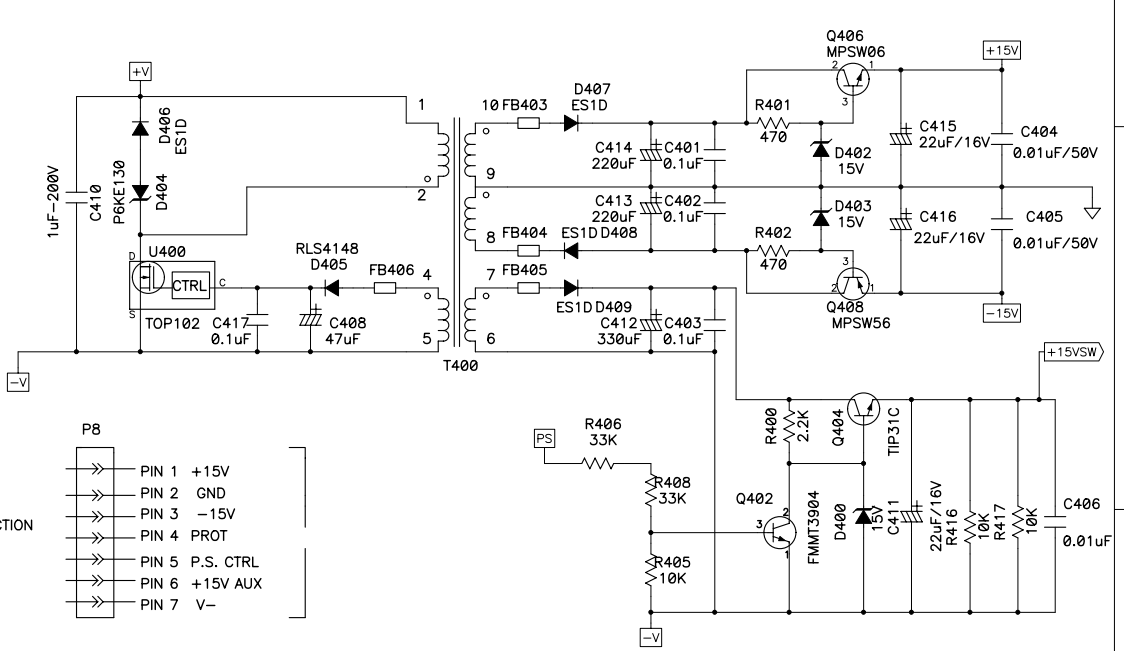 Q406
MPSW06
+15V
+V
2
1
3
D407
ES1D
1
10 FB403
R401
470
D406
ES1D
C414
220uF
C401
0.1uF
D402
15V
C415
22uF/16V
C404
0.01uF/50V
P6KE130
D404
1uF-200V
C410
2
9
C413
220uF
C402
0.1uF
D403
15V
C416
22uF/16V
C405
0.01uF/50V
8
FB404
ES1D D408
R402
470
3
2
1
Q408
MPSW56
-15V
U400
D
CTRL
C
S
TOP102
RLS4148
D405
FB406
4
7
FB405
ES1D D409
C417
0.1uF
C408
47uF
5
6
C412
330uF
C403
0.1uF
T400
-V
+15VSW
P8
PIN 1 +15V
PIN 2 GND
PIN 3 -15V
PIN 4 PROT
PIN 5 P.S. CTRL
PIN 6 +15V AUX
PIN 7 V-
CTION
PS
R406
33K
R408
33K
R405
10K
R400
2.2K
Q404
TIP31C
Q402
2
3
1
FMMT3904
D400
15V
C411
22uF/16V
R416
10K
R417
10K
C406
0.01uF
-V